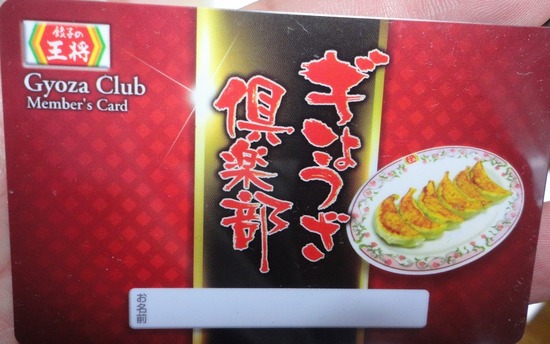 餃子の
王将
Gyoza Club
Member's Card
ぎょうざ
倶楽部
お名前